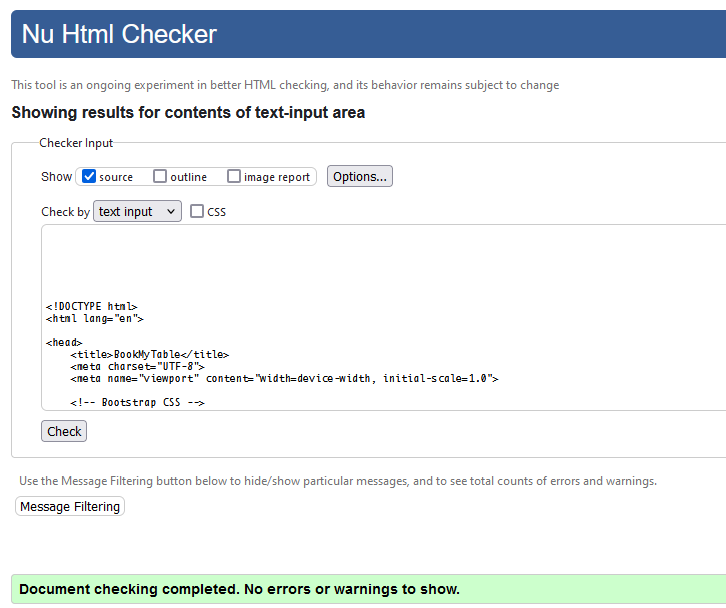 Nu Html Checker
This tool is an ongoing experiment in better HTML checking, and its behavior remains subject to change
Showing results for contents of text-input area
Checker Input
Show source outline image report Options...
Check by text input CSS
<!DOCTYPE html>
<html lang="en">
<head>
<title>BookMyTable</title>
<meta charset="UTF-8">
<meta name="viewport" content="width=device-width, initial-scale=1.0">
<!-- Bootstrap CSS -->
Check
Use the Message Filtering button below to hide/show particular messages, and to see total counts of errors and warnings.
Message Filtering
Document checking completed. No errors or warnings to show.